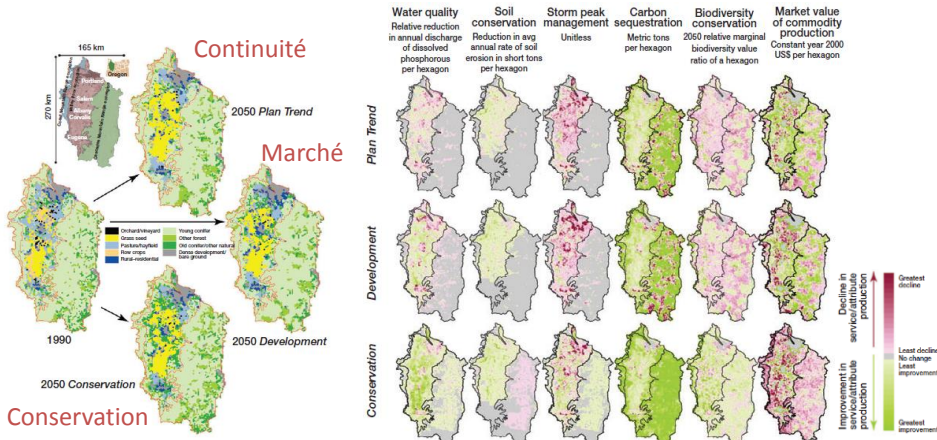 165 km
270 km
Oregon
Portland
Salem
Corvallis
Eugene
Continuité
2050 Plan Trend
Marché
Orchard/vineyard
Grass seed
Pasture/hayfield
Row crops
Rural-residential
Young conifer
Other forest
Old conifer/other natural
Dense development/
bare ground
1990
2050 Development
2050 Conservation
Conservation
Water quality
Relative reduction
in annual discharge
of dissolved
phosphorous
per hexagon
Soil
conservation
Reduction in avg
annual rate of soil
erosion in short tons
per hexagon
Storm peak
management
Unitless
Carbon
sequestration
Metric tons
per hexagon
Biodiversity
conservation
2050 relative marginal
biodiversity value
ratio of a hexagon
Market value
of commodity
production
Constant year 2000
US$ per hexagon
Plan Trend
Development
Conservation
Decline in
service/attribute
production
Improvement in
service/attribute
production
Greatest
decline
Least decline
No change
Least
improvement
Greatest
improvement